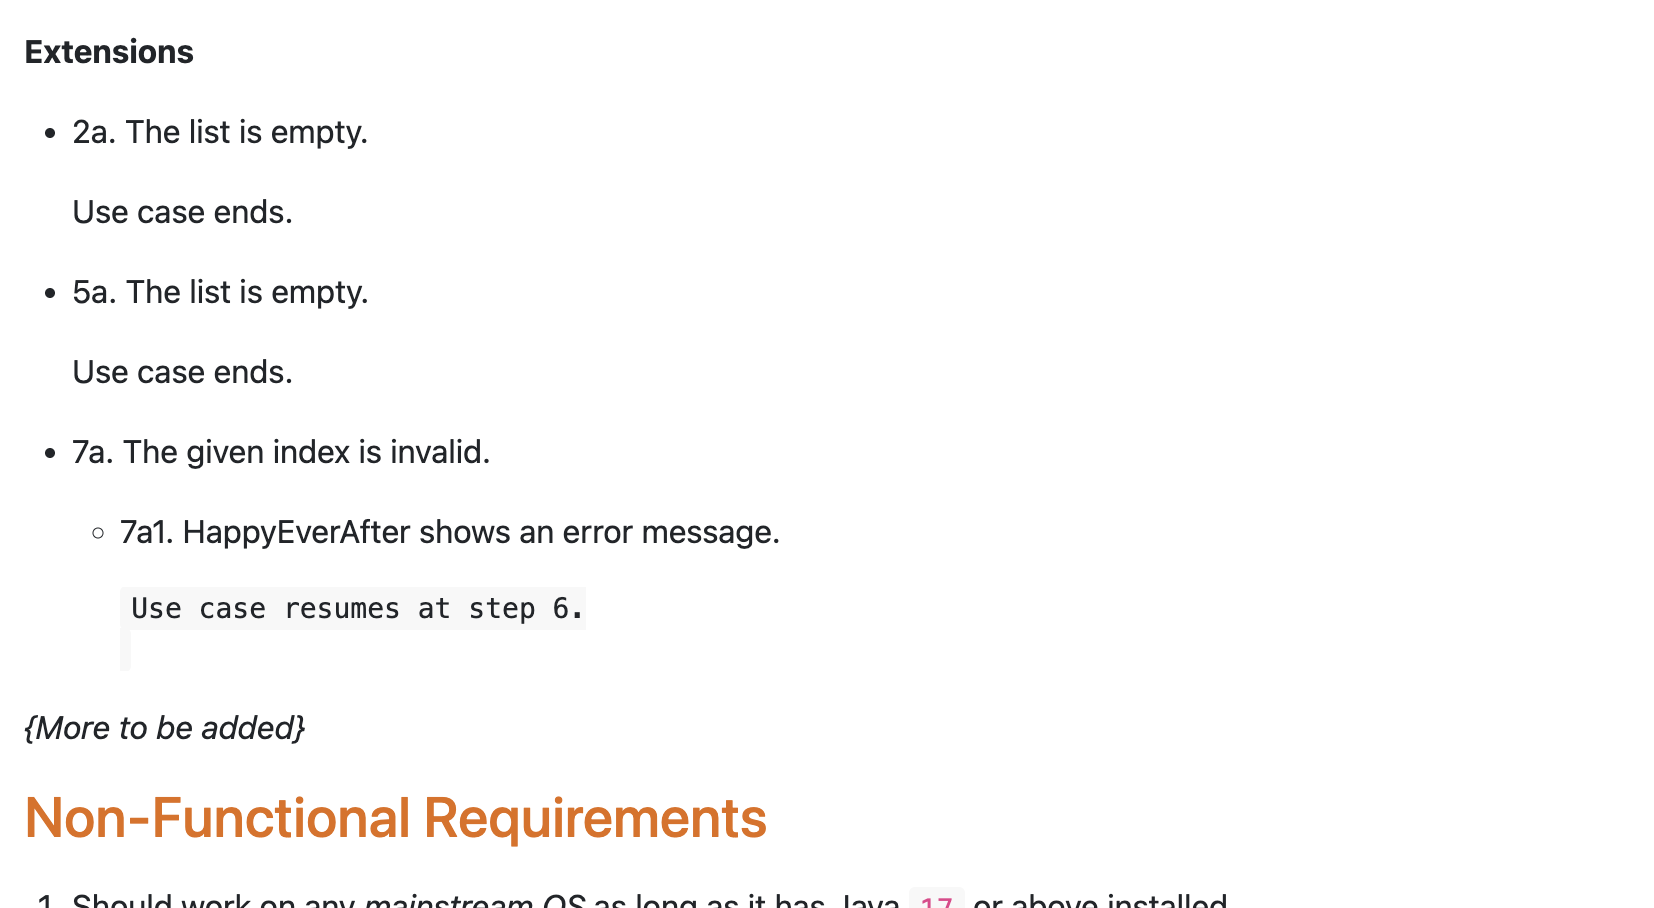 Extensions
• 2a. The list is empty.
Use case ends.
• 5a. The list is empty.
Use case ends.
• 7a. The given index is invalid.
◦ 7a1. HappyEverAfter shows an error message.
Use case resumes at step 6.
{More to be added}
Non-Functional Requirements
1. Should work on any mainstream OS as long as it has Java 17 or above installed.